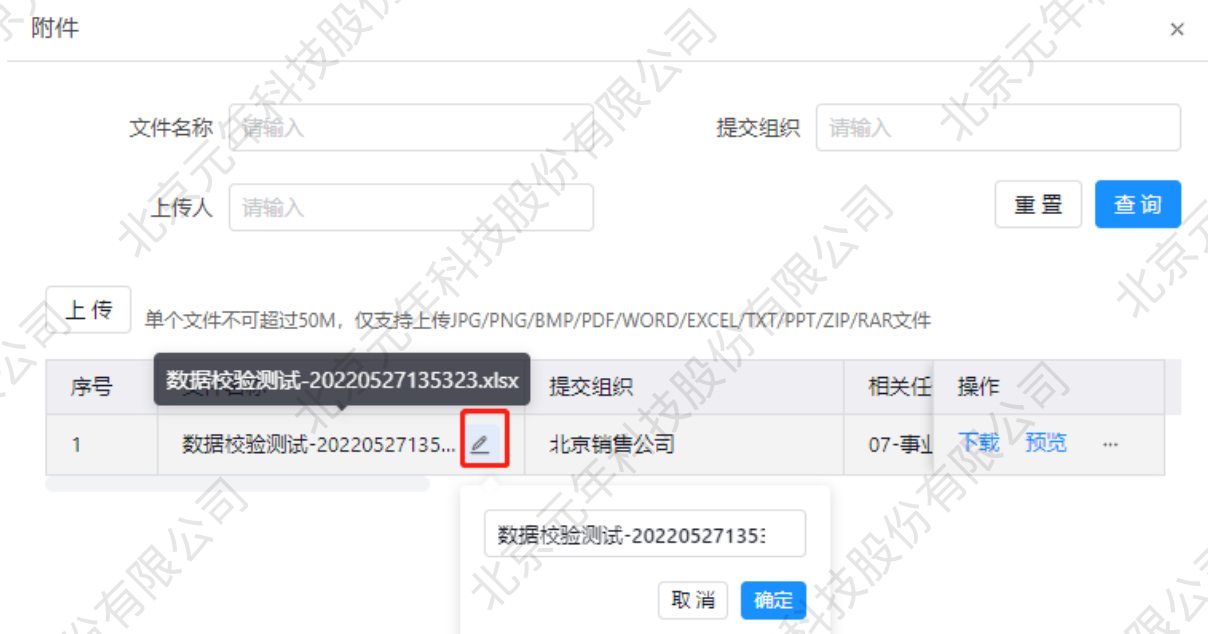 附件
文件名称 请输入 提交组织 请输入
上传人 请输入 重置 查询
上传 单个文件不可超过50M，仅支持上传JPG/PNG/BMP/PDF/WORD/EXCEL/TXT/PPT/ZIP/RAR文件
数据校验测试-20220527135323.xlsx
序号 文件名称 提交组织 相关任 操作
1 数据校验测试-20220527135... 北京销售公司 07-事业 下载 预览 ...
数据校验测试-202205271353
取消 确定
北京元年科技股份有限公司